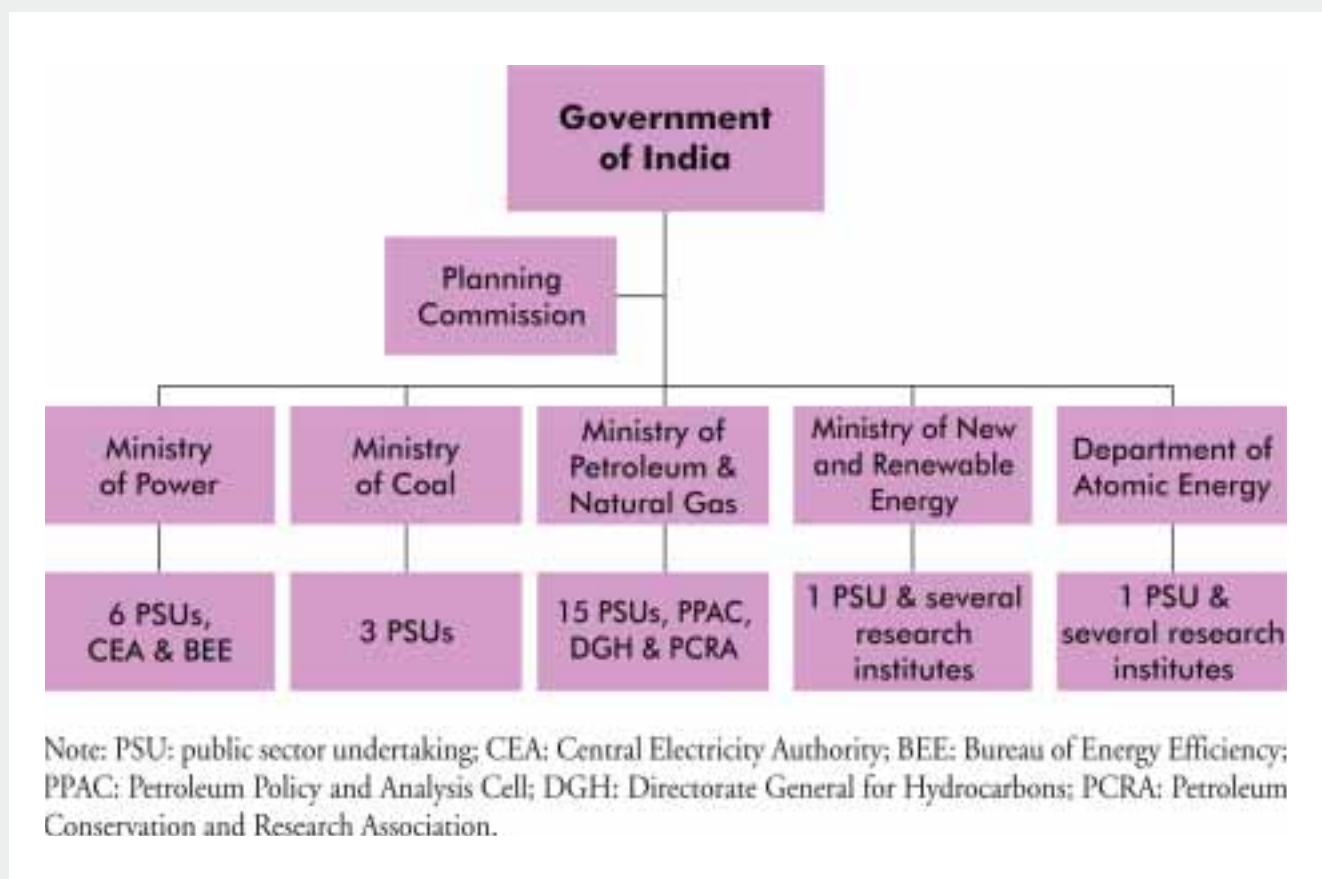 Government
of India
Planning
Commission
Ministry
of Power
Ministry
of Coal
Ministry of
Petroleum &
Natural Gas
Ministry of New
and Renewable
Energy
Department of
Atomic Energy
6 PSUs,
CEA & BEE
3 PSUs
15 PSUs, PPAC,
DGH & PCRA
1 PSU & several
research
institutes
1 PSU &
several research
institutes
Note: PSU: public sector undertaking; CEA: Central Electricity Authority; BEE: Bureau of Energy Efficiency;
PPAC: Petroleum Policy and Analysis Cell; DGH: Directorate General for Hydrocarbons; PCRA: Petroleum
Conservation and Research Association.